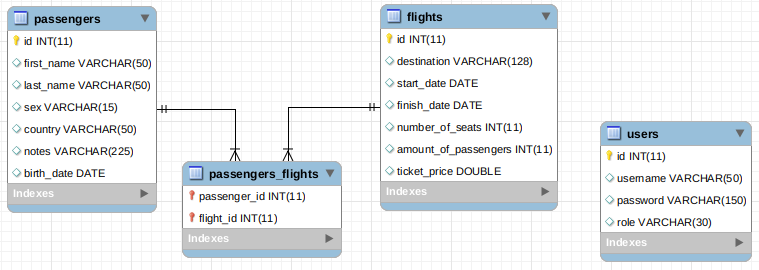 passengers
id INT(11)
first_name VARCHAR(50)
last_name VARCHAR(50)
sex VARCHAR(15)
country VARCHAR(50)
notes VARCHAR(225)
birth_date DATE
Indexes
passengers_flights
passenger_id INT(11)
flight_id INT(11)
Indexes
flights
id INT(11)
destination VARCHAR(128)
start_date DATE
finish_date DATE
number_of_seats INT(11)
amount_of_passengers INT(11)
ticket_price DOUBLE
Indexes
users
id INT(11)
username VARCHAR(50)
password VARCHAR(150)
role VARCHAR(30)
Indexes